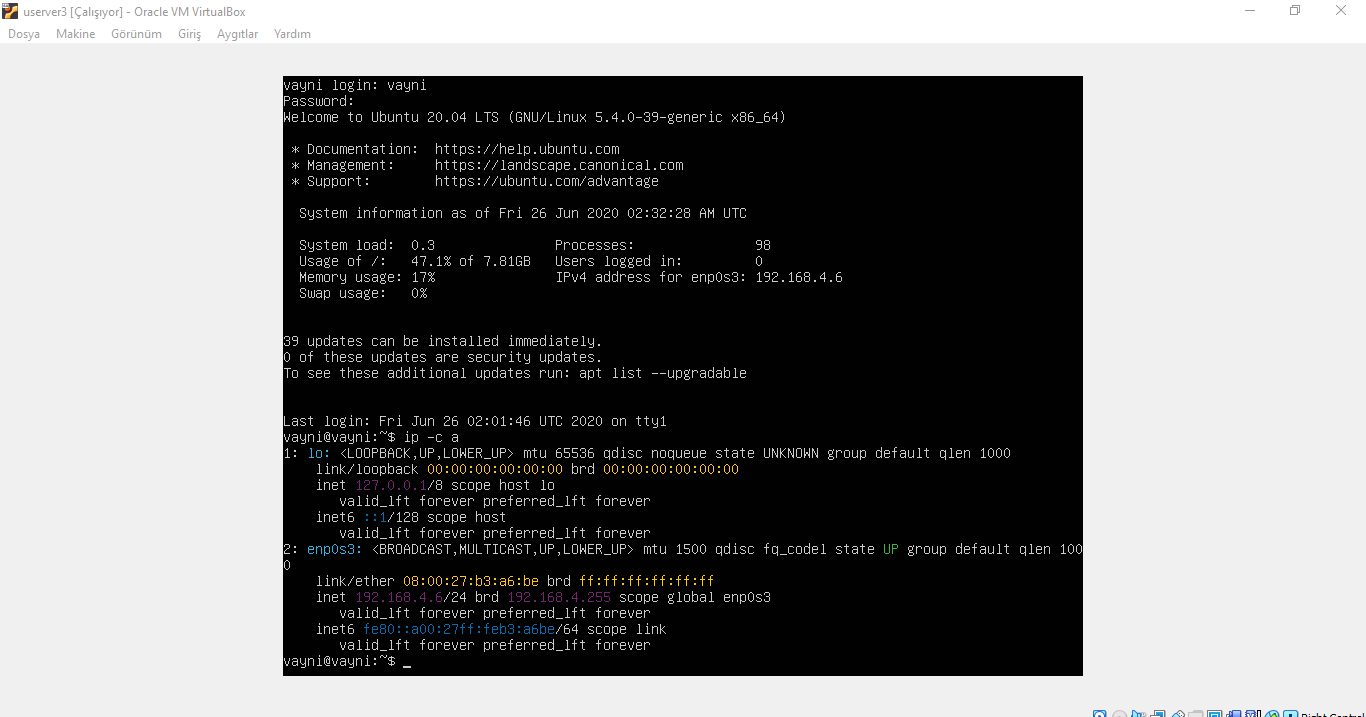 userver3 [Çalışıyor] - Oracle VM VirtualBox
Dosya Makine Görünüm Giriş Aygıtlar Yardım
vayni login: vayni
Password:
Welcome to Ubuntu 20.04 LTS (GNU/Linux 5.4.0-39-generic x86_64)
* Documentation: https://help.ubuntu.com
* Management: https://landscape.canonical.com
* Support: https://ubuntu.com/advantage
System information as of Fri 26 Jun 2020 02:32:28 AM UTC
System load: 0.3 Processes: 98
Usage of /: 47.1% of 7.81GB Users logged in: 0
Memory usage: 17% IPv4 address for enp0s3: 192.168.4.6
Swap usage: 0%
39 updates can be installed immediately.
0 of these updates are security updates.
To see these additional updates run: apt list --upgradable
Last login: Fri Jun 26 02:01:46 UTC 2020 on tty1
vayni@vayni:~$ ip -c a
1: lo: <LOOPBACK,UP,LOWER_UP> mtu 65536 qdisc noqueue state UNKNOWN group default qlen 1000
link/loopback 00:00:00:00:00:00 brd 00:00:00:00:00:00
inet 127.0.0.1/8 scope host lo
valid_lft forever preferred_lft forever
inet6 ::1/128 scope host
valid_lft forever preferred_lft forever
2: enp0s3: <BROADCAST,MULTICAST,UP,LOWER_UP> mtu 1500 qdisc fq_codel state UP group default qlen 100
0
link/ether 08:00:27:b3:a6:be brd ff:ff:ff:ff:ff:ff
inet 192.168.4.6/24 brd 192.168.4.255 scope global enp0s3
valid_lft forever preferred_lft forever
inet6 fe80::a00:27ff:feb3:a6be/64 scope link
valid_lft forever preferred_lft forever
vayni@vayni:~$ _
Right Control